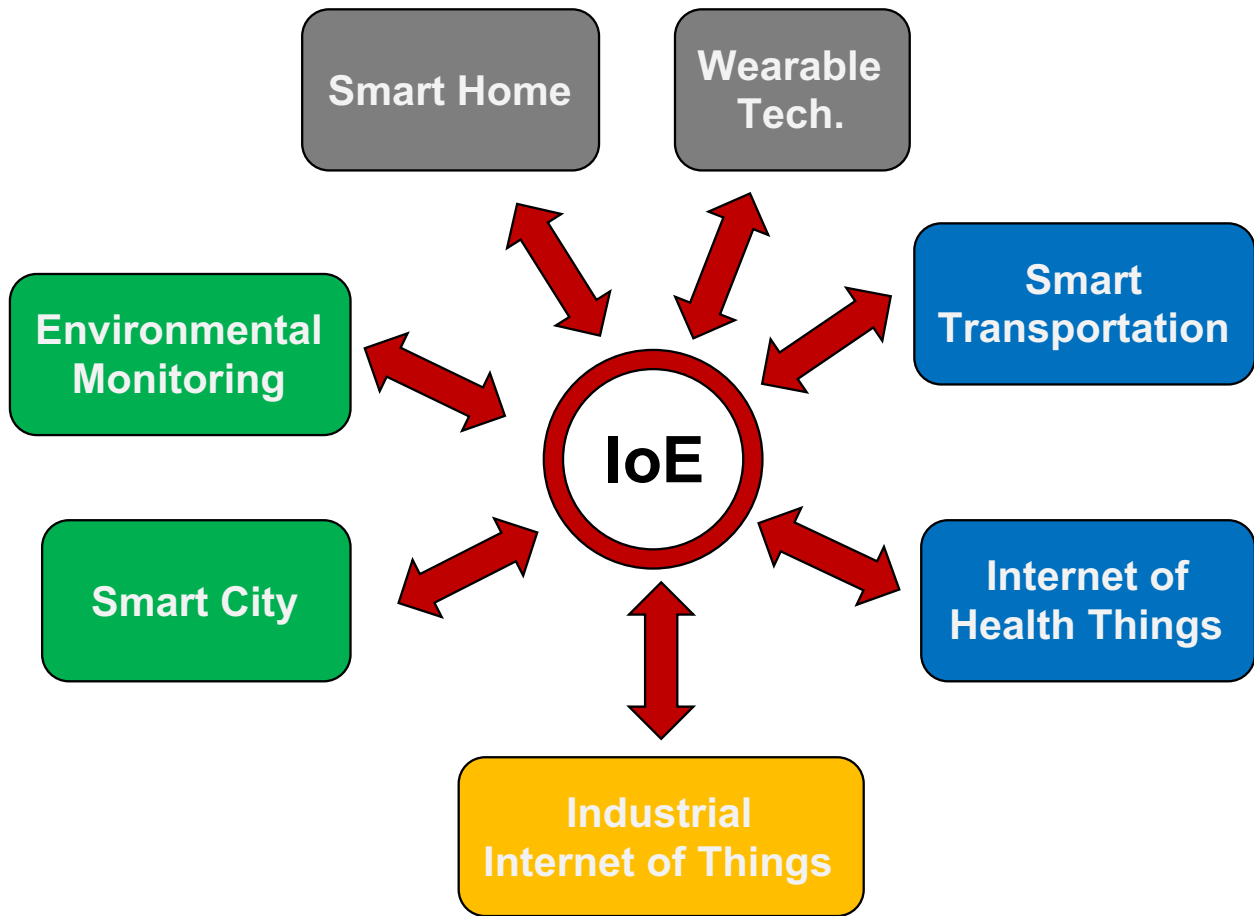 Smart Home
Wearable
Tech.
Smart
Transportation
Environmental
Monitoring
IoE
Smart City
Internet of
Health Things
Industrial
Internet of Things